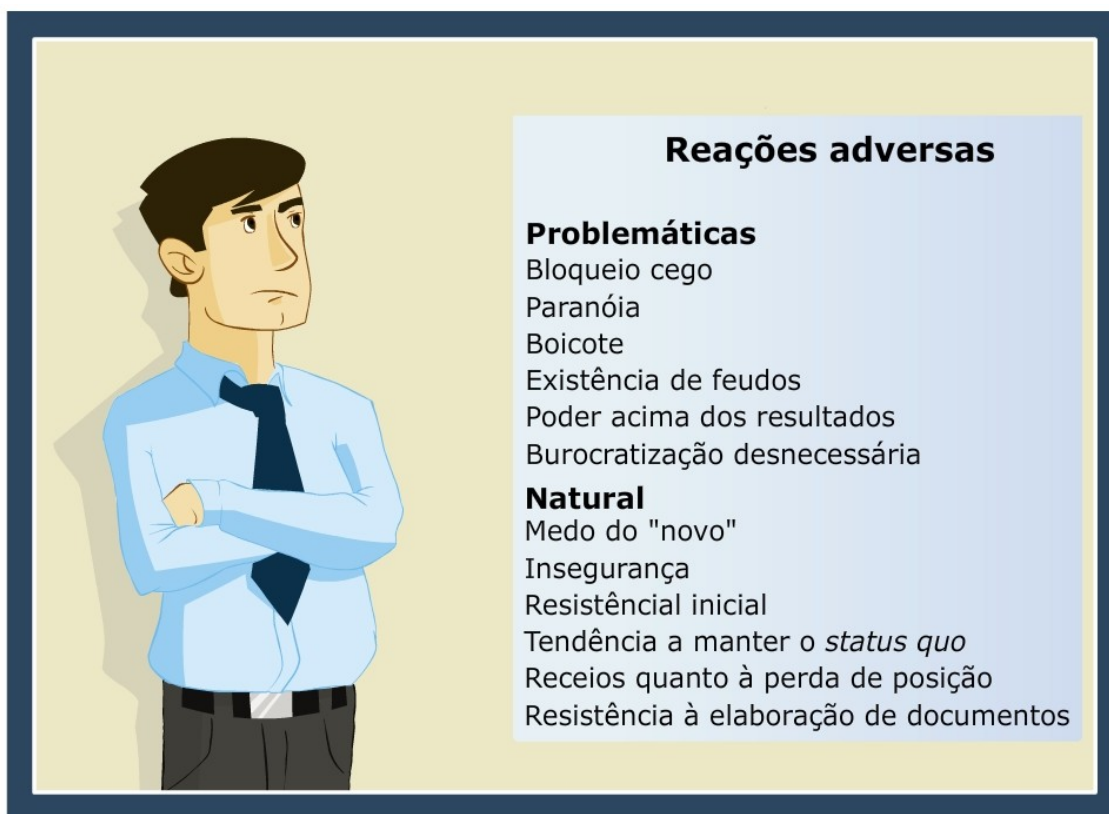 Reações adversas
Problemáticas
Bloqueio cego
Paranóia
Boicote
Existência de feudos
Poder acima dos resultados
Burocratização desnecessária
Natural
Medo do "novo"
Insegurança
Resistêncial inicial
Tendência a manter o status quo
Receios quanto à perda de posição
Resistência à elaboração de documentos